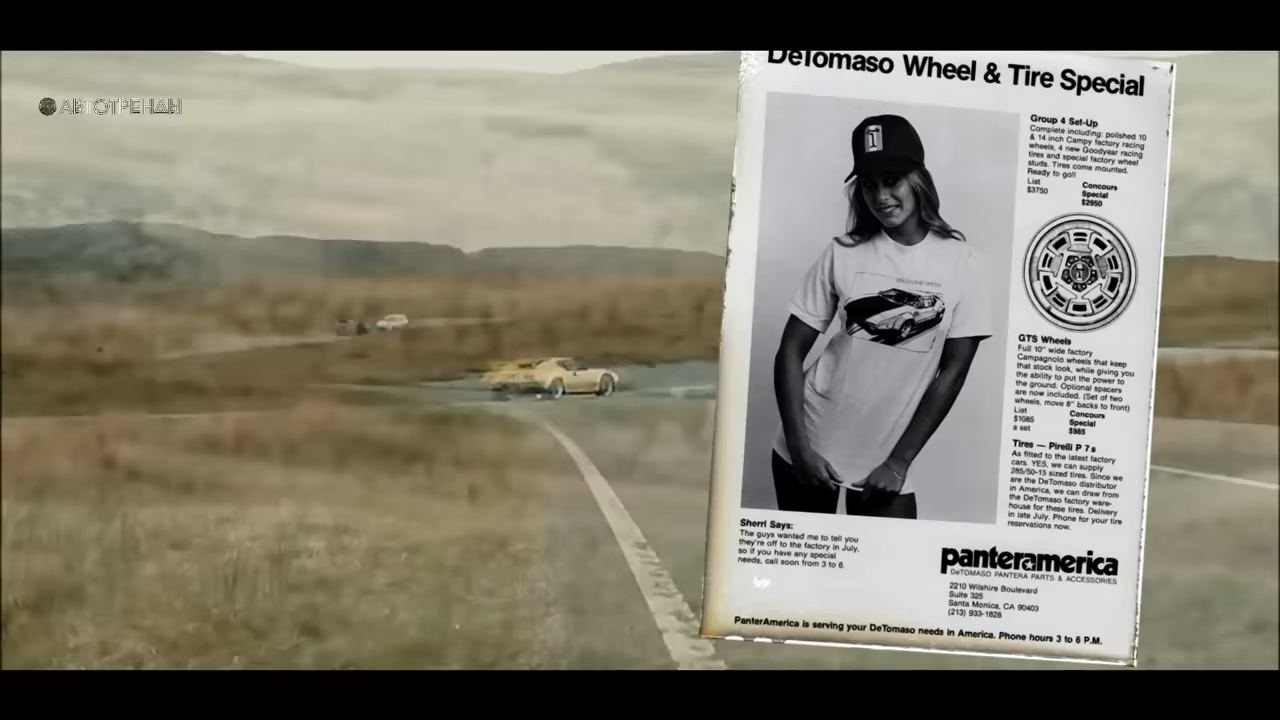 АВТОТРЕНДЫ
DeTomaso Wheel & Tire Special
Group 4 Set-Up
Complete including: polished 10
& 14 inch Campy factory racing
wheels, 4 new Goodyear racing
tires and special factory wheel
studs. Tires come mounted.
Ready to go!!
List
$3750
Concours
Special
$2950
GTS Wheels
Full 10" wide factory
Campagnolo wheels that keep
that stock look, while giving you
the ability to put the power to
the ground. Optional spacers
are now included. (Set of two
wheels, move 8" backs to front)
List
$1085
a set
Concours
Special
$985
Tires — Pirelli P 7s
As fitted to the latest factory
cars. YES, we can supply
285/50-15 sized tires. Since we
are the DeTomaso distributor
in America, we can draw from
the DeTomaso factory ware-
house for these tires. Delivery
in late July. Phone for your tire
reservations now.
Sherri Says:
The guys wanted me to tell you
they're off to the factory in July,
so if you have any special
needs, call soon from 3 to 6.
panteramerica
DeTOMASO PANTERA PARTS & ACCESSORIES
2210 Wilshire Boulevard
Suite 325
Santa Monica, CA 90403
(213) 933-1828
PanterAmerica is serving your DeTomaso needs in America. Phone hours 3 to 6 P.M.